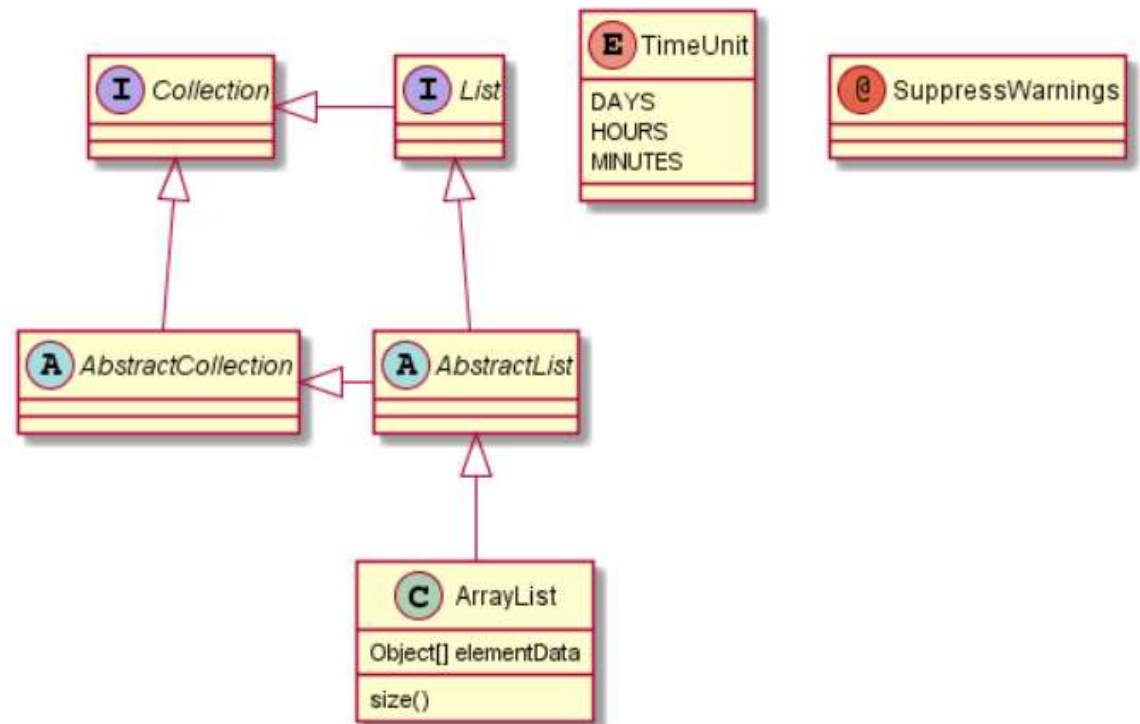 I Collection
I List
E TimeUnit
DAYS
HOURS
MINUTES
@ SuppressWarnings
A AbstractCollection
A AbstractList
C ArrayList
Object[] elementData
size()